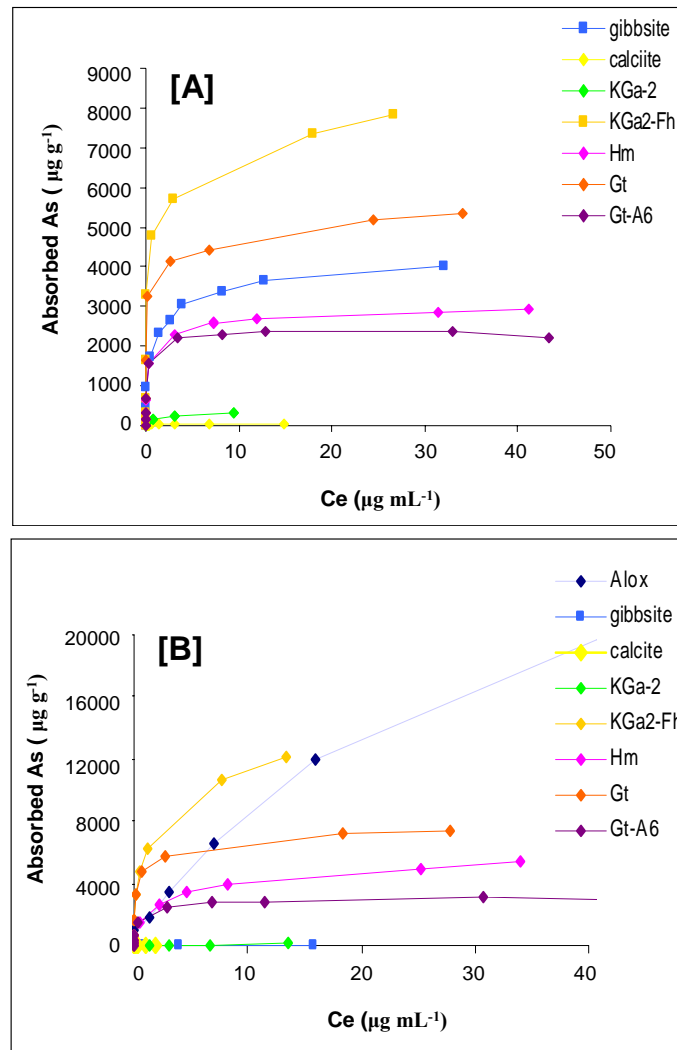 [A]
gibbsite
calciite
KGa-2
KGa2-Fh
Hm
Gt
Gt-A6
Absorbed As ( µg g⁻¹)
9000
8000
7000
6000
5000
4000
3000
2000
1000
0
0 10 20 30 40 50
Ce (µg mL⁻¹)
[B]
Alox
gibbsite
calcite
KGa-2
KGa2-Fh
Hm
Gt
Gt-A6
Absorbed As ( µg g⁻¹)
20000
16000
12000
8000
4000
0
0 10 20 30 40
Ce (µg mL⁻¹)